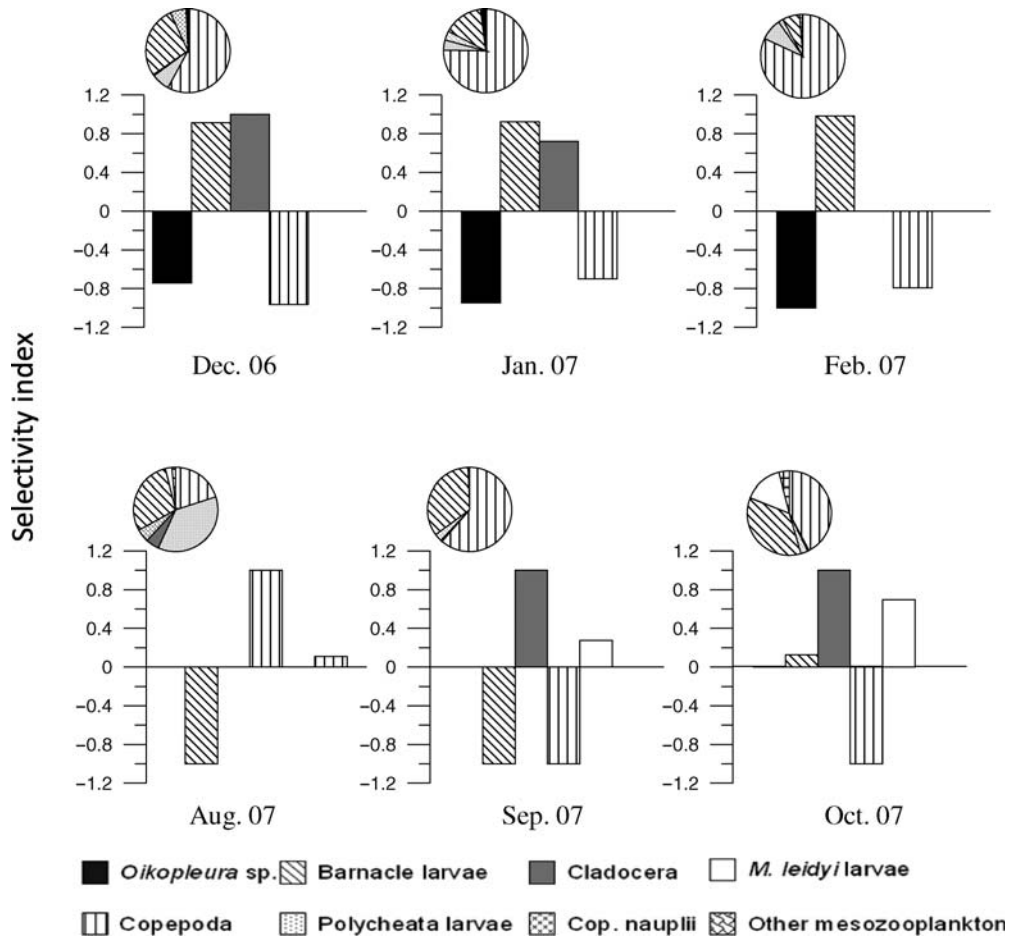 1.2 1.2 1.2
0.8 0.8 0.8
0.4 0.4 0.4
0 0 0
−0.4 −0.4 −0.4
−0.8 −0.8 −0.8
−1.2 −1.2 −1.2
Dec. 06 Jan. 07 Feb. 07
Selectivity index
1.2 1.2 1.2
0.8 0.8 0.8
0.4 0.4 0.4
0 0 0
−0.4 −0.4 −0.4
−0.8 −0.8 −0.8
−1.2 −1.2 −1.2
Aug. 07 Sep. 07 Oct. 07
Oikopleura sp. Barnacle larvae Cladocera M. leidyi larvae
Copepoda Polycheata larvae Cop. nauplii Other mesozooplankton